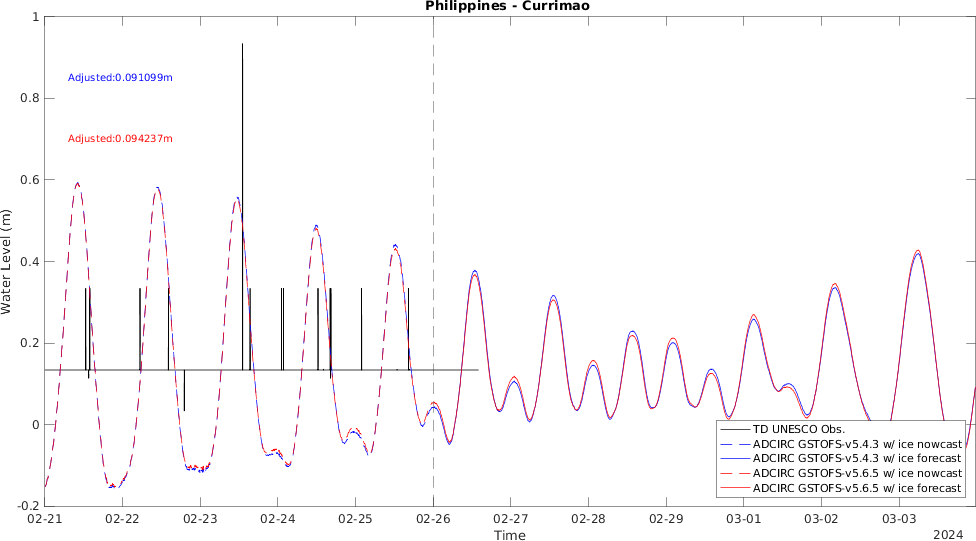 Philippines - Currimao
1
0.8
0.6
0.4
0.2
0
-0.2
Water Level (m)
Adjusted:0.091099m
Adjusted:0.094237m
TD UNESCO Obs.
ADCIRC GSTOFS-v5.4.3 w/ ice nowcast
ADCIRC GSTOFS-v5.4.3 w/ ice forecast
ADCIRC GSTOFS-v5.6.5 w/ ice nowcast
ADCIRC GSTOFS-v5.6.5 w/ ice forecast
02-21 02-22 02-23 02-24 02-25 02-26 02-27 02-28 02-29 03-01 03-02 03-03
Time
2024